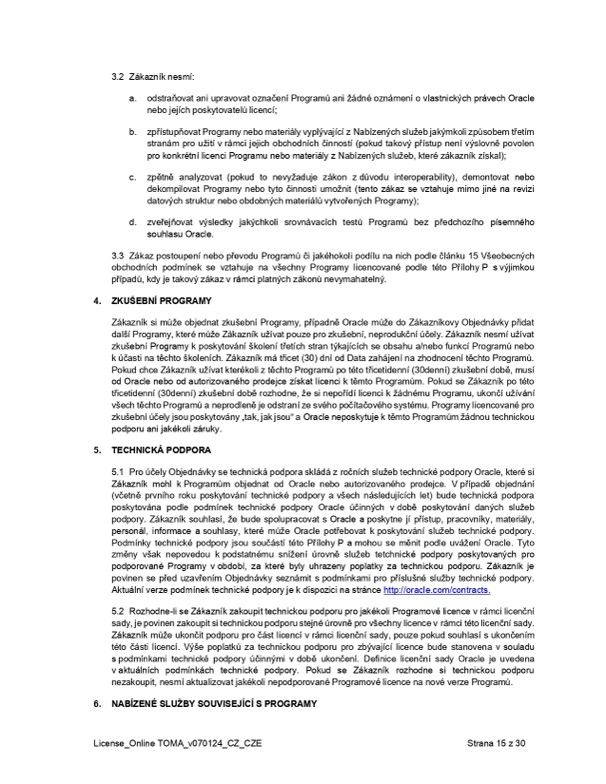 3.2 Zákazník nesmí:
a. odstraňovat ani upravovat označení Programů ani žádné oznámení o vlastnických právech Oracle
nebo jejích poskytovatelů licencí;
b. zpřístupňovat Programy nebo materiály vyplývající z Nabízených služeb jakýmkoli způsobem třetím
stranám pro užití v rámci jejich obchodních činností (pokud takový přístup není výslovně povolen
pro konkrétní licenci Programu nebo materiály z Nabízených služeb, které zákazník získal);
c. zpětně analyzovat (pokud to nevyžaduje zákon z důvodu interoperability), demontovat nebo
dekompilovat Programy nebo tyto činnosti umožnit (tento zákaz se vztahuje mimo jiné na revizi
datových struktur nebo obdobných materiálů vytvořených Programy);
d. zveřejňovat výsledky jakýchkoli srovnávacích testů Programů bez předchozího písemného
souhlasu Oracle.
3.3 Zákaz postoupení nebo převodu Programů či jakéhokoli podílu na nich podle článku 15 Všeobecných
obchodních podmínek se vztahuje na všechny Programy licencované podle této Přílohy P s výjimkou
případů, kdy je takový zákaz v rámci platných zákonů nevymahatelný.
4. ZKUŠEBNÍ PROGRAMY
Zákazník si může objednat zkušební Programy, případně Oracle může do Zákazníkovy Objednávky přidat
další Programy, které může Zákazník užívat pouze pro zkušební, neprodukční účely. Zákazník nesmí užívat
zkušební Programy k poskytování školení třetích stran týkajících se obsahu a/nebo funkcí Programů nebo
k účasti na těchto školeních. Zákazník má třicet (30) dní od Data zahájení na zhodnocení těchto Programů.
Pokud chce Zákazník užívat kterékoli z těchto Programů po této třicetidenní (30denní) zkušební době, musí
od Oracle nebo od autorizovaného prodejce získat licenci k těmto Programům. Pokud se Zákazník po této
třicetidenní (30denní) zkušební době rozhodne, že si nepořídí licenci k žádnému Programu, ukončí užívání
všech těchto Programů a neprodleně je odstraní ze svého počítačového systému. Programy licencované pro
zkušební účely jsou poskytovány „tak, jak jsou“ a Oracle neposkytuje k těmto Programům žádnou technickou
podporu ani jakékoli záruky.
5. TECHNICKÁ PODPORA
5.1 Pro účely Objednávky se technická podpora skládá z ročních služeb technické podpory Oracle, které si
Zákazník mohl k Programům objednat od Oracle nebo autorizovaného prodejce. V případě objednání
(včetně prvního roku poskytování technické podpory a všech následujících let) bude technická podpora
poskytována podle podmínek technické podpory Oracle účinných v době poskytování daných služeb
podpory. Zákazník souhlasí, že bude spolupracovat s Oracle a poskytne jí přístup, pracovníky, materiály,
personál, informace a souhlasy, které může Oracle potřebovat k poskytování služeb technické podpory.
Podmínky technické podpory jsou součástí této Přílohy P a mohou se měnit podle uvážení Oracle. Tyto
změny však nepovedou k podstatnému snížení úrovně služeb tetchnické podpory poskytovaných pro
podporované Programy v období, za které byly uhrazeny poplatky za technickou podporu. Zákazník je
povinen se před uzavřením Objednávky seznámit s podmínkami pro příslušné služby technické podpory.
Aktuální verze podmínek technické podpory je k dispozici na stránce http://oracle.com/contracts.
5.2 Rozhodne-li se Zákazník zakoupit technickou podporu pro jakékoli Programové licence v rámci licenční
sady, je povinen zakoupit si technickou podporu stejné úrovně pro všechny licence v rámci této licenční sady.
Zákazník může ukončit podporu pro část licencí v rámci licenční sady, pouze pokud souhlasí s ukončením
této části licencí. Výše poplatků za technickou podporu pro zbývající licence bude stanovena v souladu
s podmínkami technické podpory účinnými v době ukončení. Definice licenční sady Oracle je uvedena
v aktuálních podmínkách technické podpory. Pokud se Zákazník rozhodne si technickou podporu
nezakoupit, nesmí aktualizovat jakékoli nepodporované Programové licence na nové verze Programů.
6. NABÍZENÉ SLUŽBY SOUVISEJÍCÍ S PROGRAMY
License_Online TOMA_v070124_CZ_CZE Strana 15 z 30